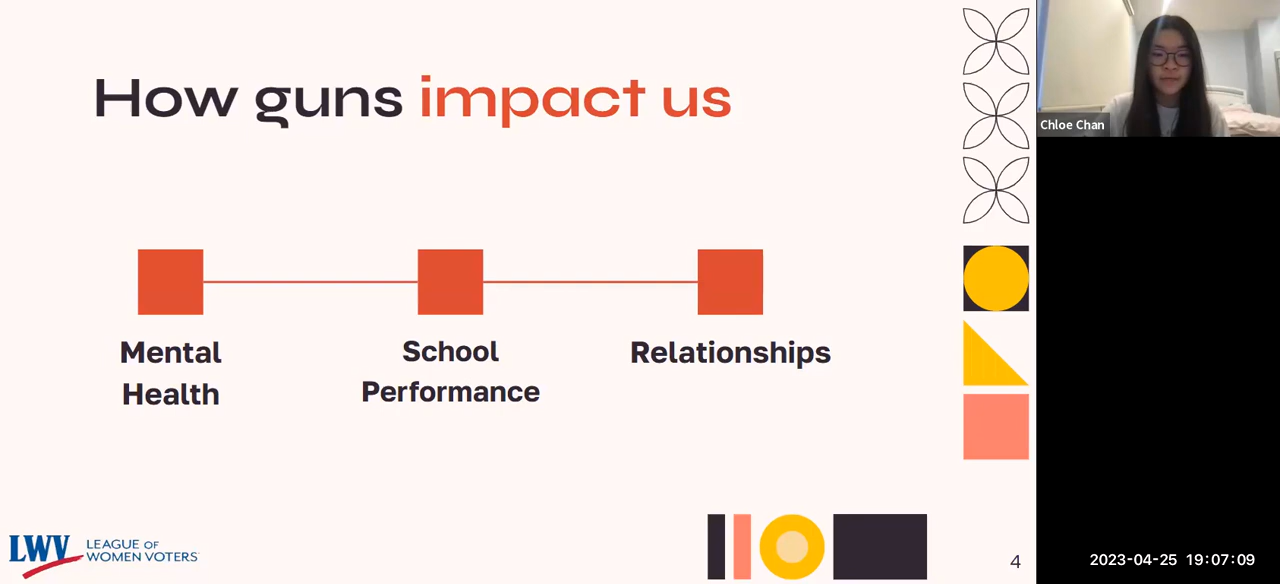 How guns impact us
Mental
Health
School
Performance
Relationships
LWV LEAGUE OF
WOMEN VOTERS
4
Chloe Chan
2023-04-25 19:07:09